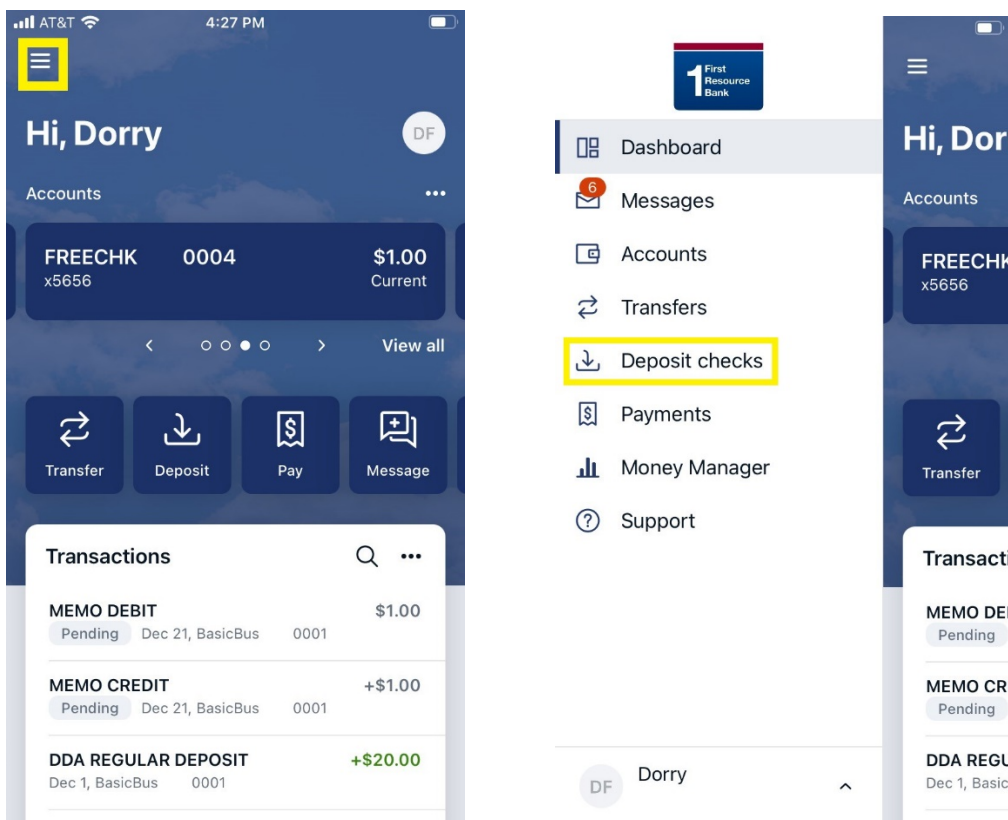 AT&T 4:27 PM
Hi, Dorry DF
Accounts
FREECHK 0004 $1.00
x5656 Current
View all
Transfer Deposit Pay Message
Transactions
MEMO DEBIT $1.00
Pending Dec 21, BasicBus 0001
MEMO CREDIT +$1.00
Pending Dec 21, BasicBus 0001
DDA REGULAR DEPOSIT +$20.00
Dec 1, BasicBus 0001
1 First
Resource
Bank
Dashboard
6
Messages
Accounts
Transfers
Deposit checks
$ Payments
Money Manager
? Support
DF Dorry
Hi, Dor
Accounts
FREECHK
x5656
Transfer
Transacti
MEMO DE
Pending
MEMO CR
Pending
DDA REGU
Dec 1, Basic